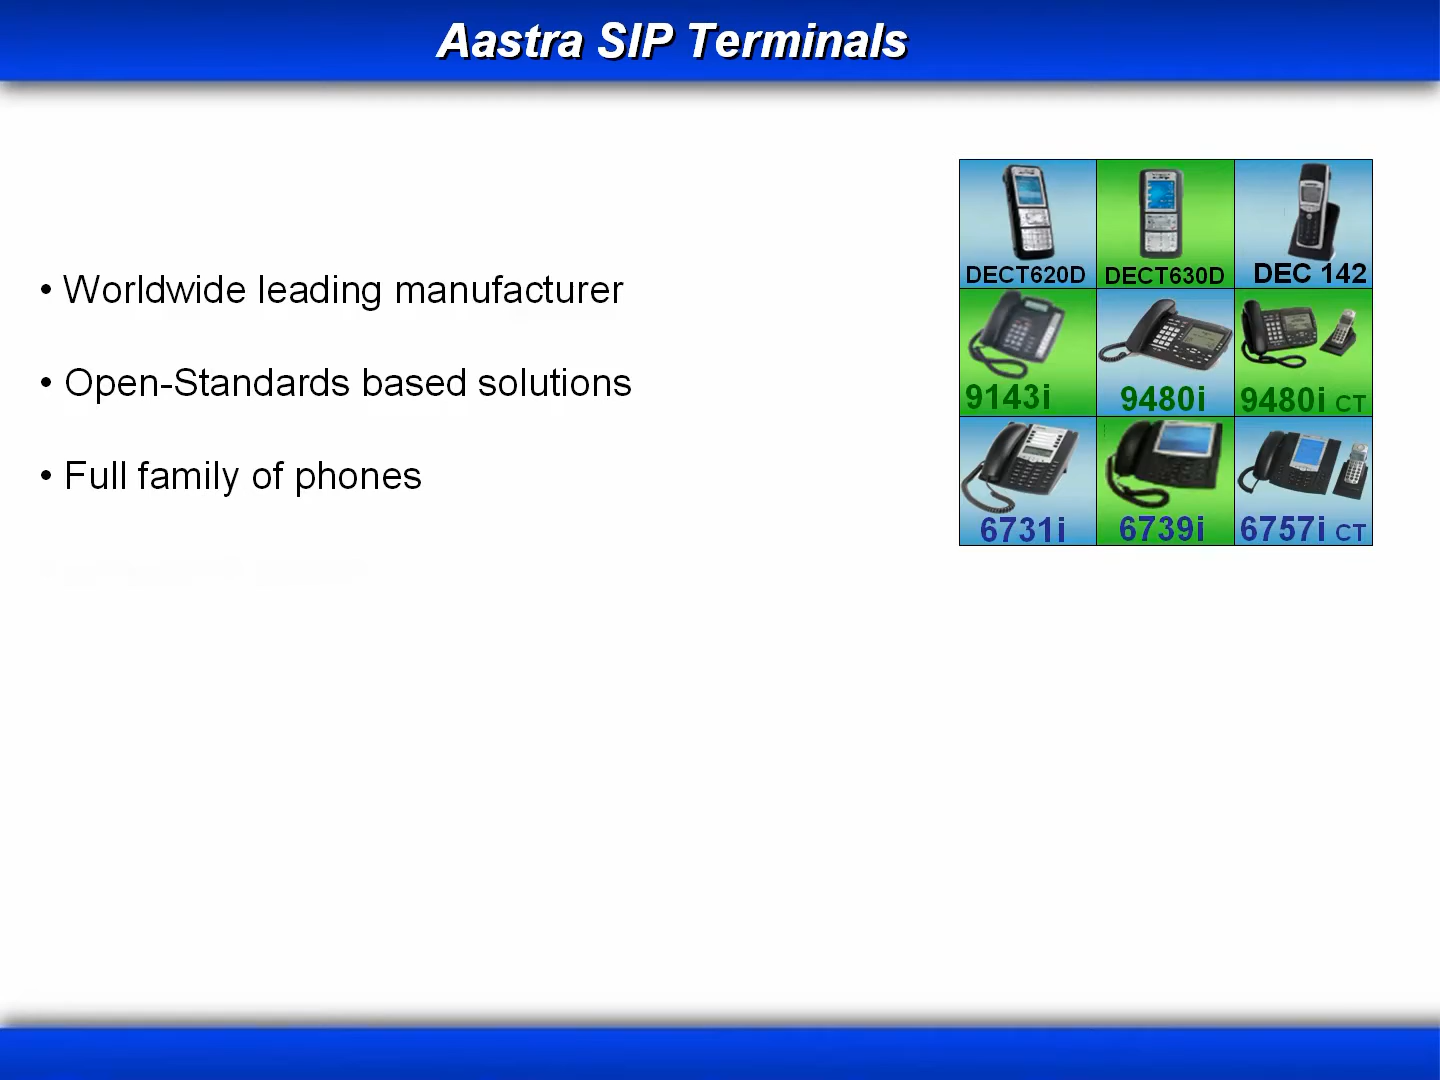 Aastra SIP Terminals
• Worldwide leading manufacturer
• Open-Standards based solutions
• Full family of phones
DECT620D DECT630D DEC 142
9143i 9480i 9480i CT
6731i 6739i 6757i CT